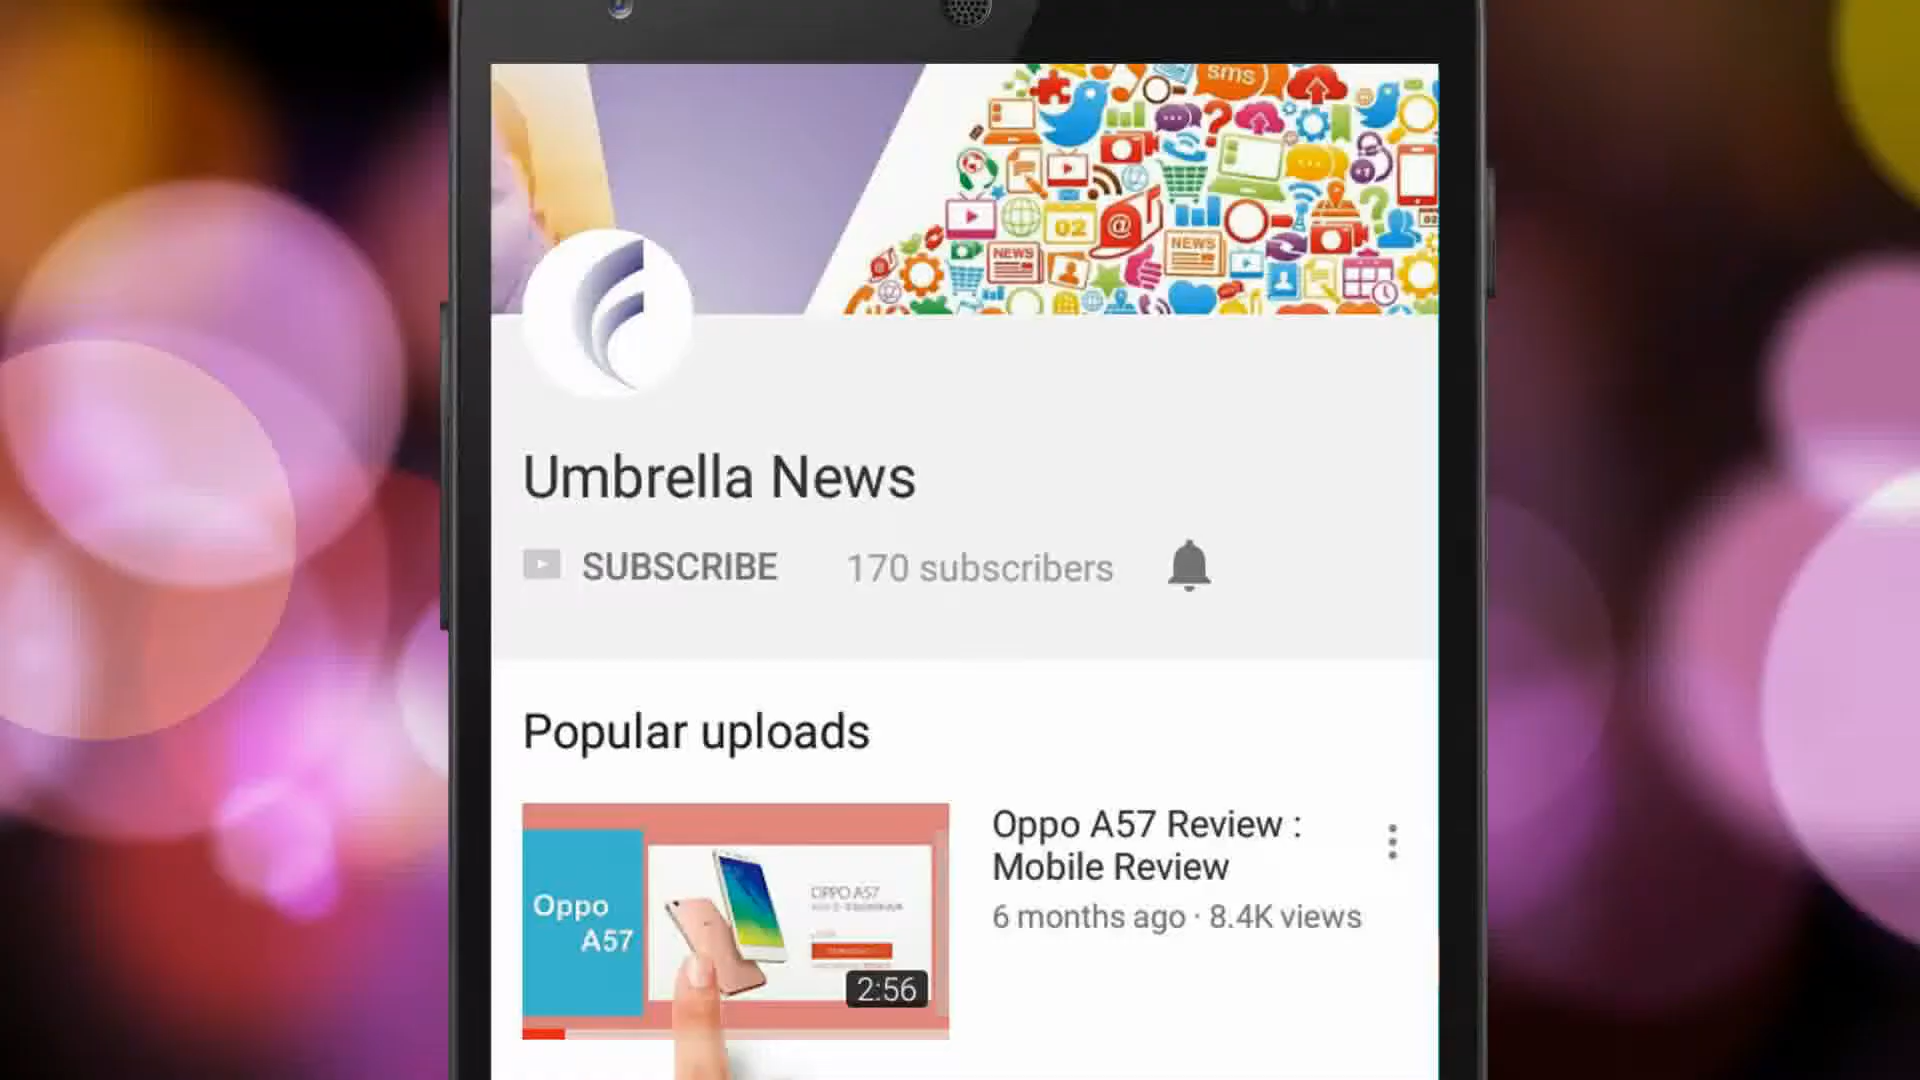 sms
02
NEWS
NEWS
Umbrella News
SUBSCRIBE 170 subscribers
Popular uploads
Oppo A57 Review :
Mobile Review
6 months ago · 8.4K views
Oppo
A57
OPPO A57
2:56